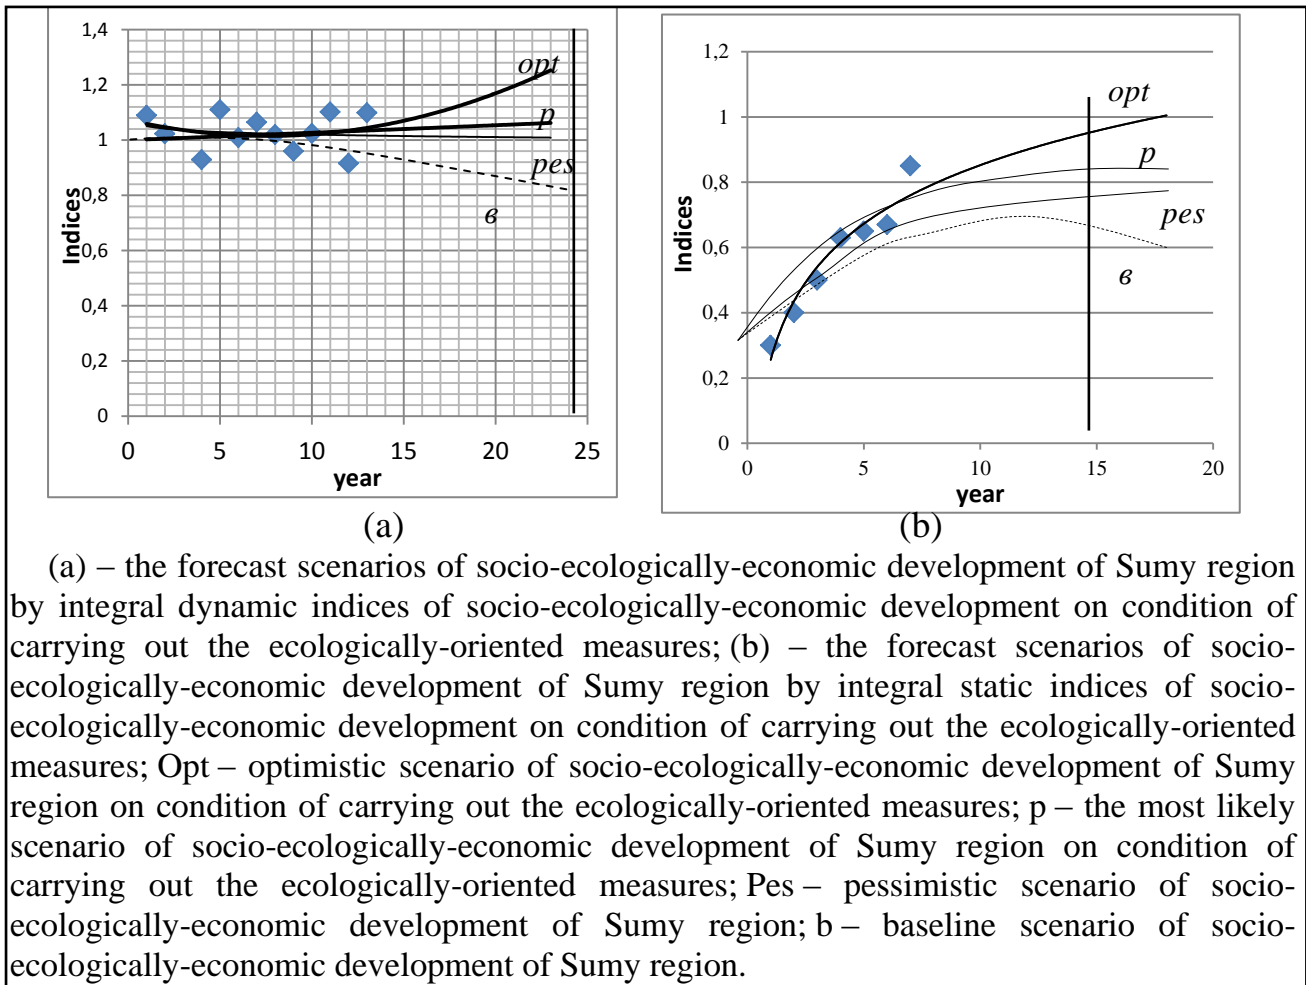 1,4
1,2
1
0,8
0,6
0,4
0,2
0
Indices
0 5 10 15 20 25
year
opt
p
pes
в
1,2
1
0,8
0,6
0,4
0,2
0
Indices
0 5 10 15 20
year
opt
p
pes
в
(a) (b)
(a) – the forecast scenarios of socio-ecologically-economic development of Sumy region
by integral dynamic indices of socio-ecologically-economic development on condition of
carrying out the ecologically-oriented measures; (b) – the forecast scenarios of socio-
ecologically-economic development of Sumy region by integral static indices of socio-
ecologically-economic development on condition of carrying out the ecologically-oriented
measures; Opt – optimistic scenario of socio-ecologically-economic development of Sumy
region on condition of carrying out the ecologically-oriented measures; p – the most likely
scenario of socio-ecologically-economic development of Sumy region on condition of
carrying out the ecologically-oriented measures; Pes – pessimistic scenario of socio-
ecologically-economic development of Sumy region; b – baseline scenario of socio-
ecologically-economic development of Sumy region.